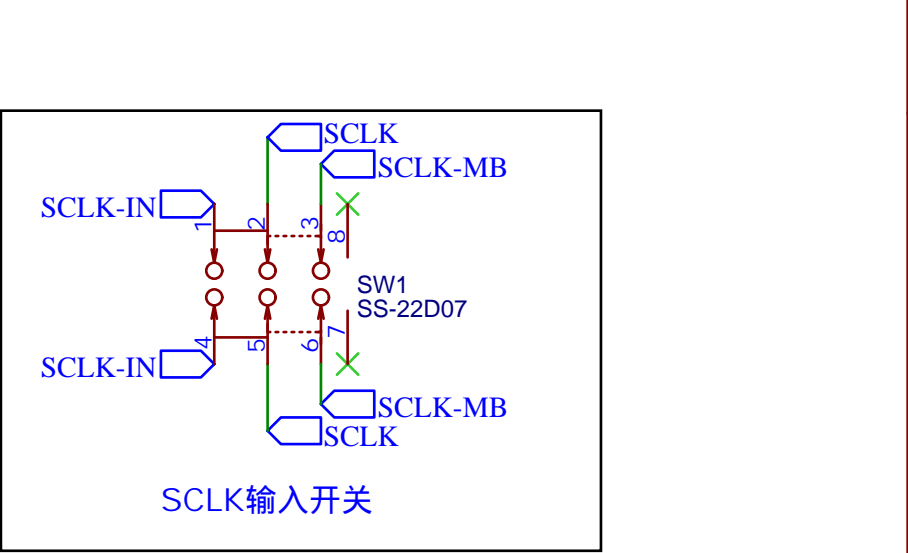 SCLK
SCLK-MB
SCLK-IN
1
2
3
8
SW1
SS-22D07
4
5
6
7
SCLK-IN
SCLK-MB
SCLK
SCLK输入开关